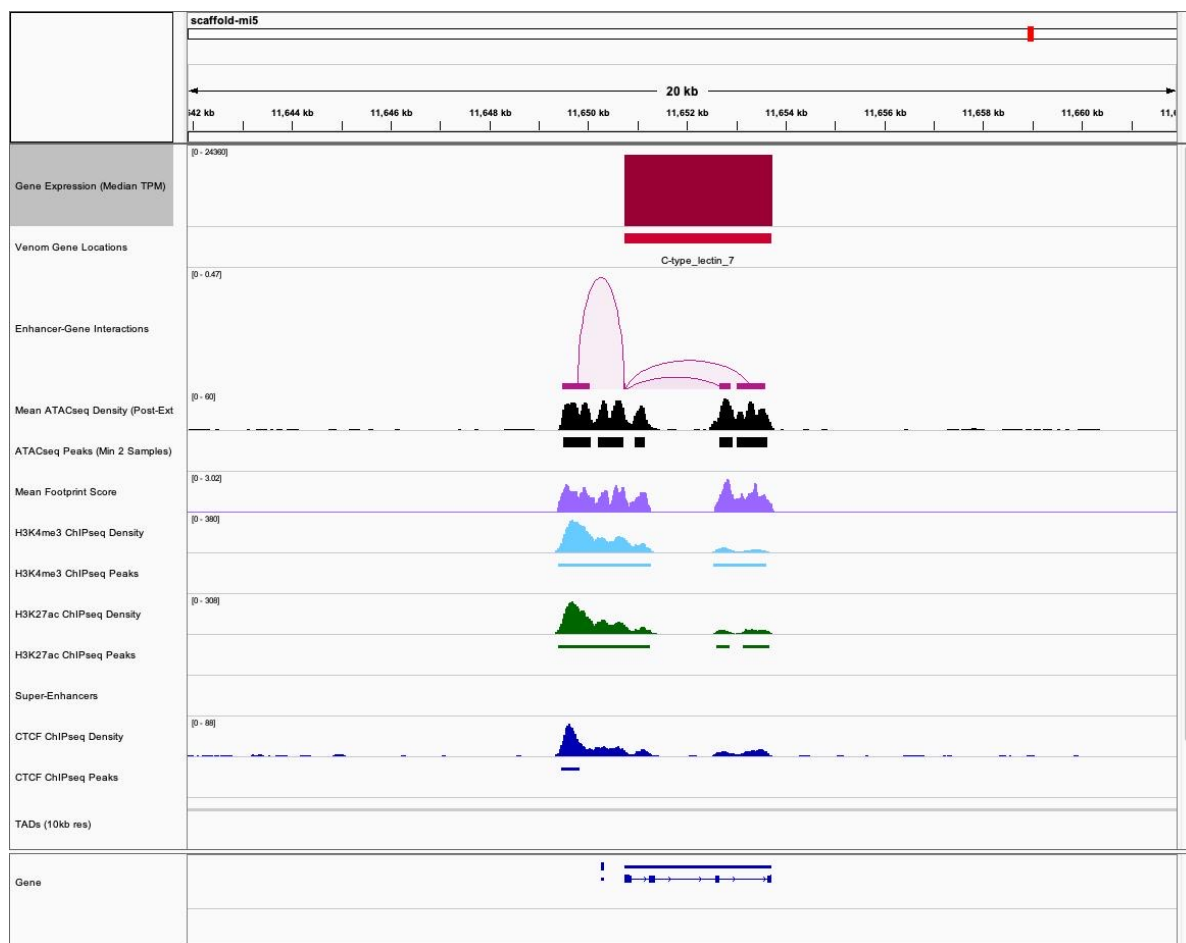 scaffold-mi5
20 kb
642 kb 11,644 kb 11,646 kb 11,648 kb 11,650 kb 11,652 kb 11,654 kb 11,656 kb 11,658 kb 11,660 kb 11,6
[0 - 24360]
Gene Expression (Median TPM)
Venom Gene Locations
C-type_lectin_7
[0 - 0.47]
Enhancer-Gene Interactions
[0 - 60]
Mean ATACseq Density (Post-Ext
ATACseq Peaks (Min 2 Samples)
[0 - 3.02]
Mean Footprint Score
[0 - 380]
H3K4me3 ChIPseq Density
H3K4me3 ChIPseq Peaks
[0 - 308]
H3K27ac ChIPseq Density
H3K27ac ChIPseq Peaks
Super-Enhancers
[0 - 88]
CTCF ChIPseq Density
CTCF ChIPseq Peaks
TADs (10kb res)
Gene